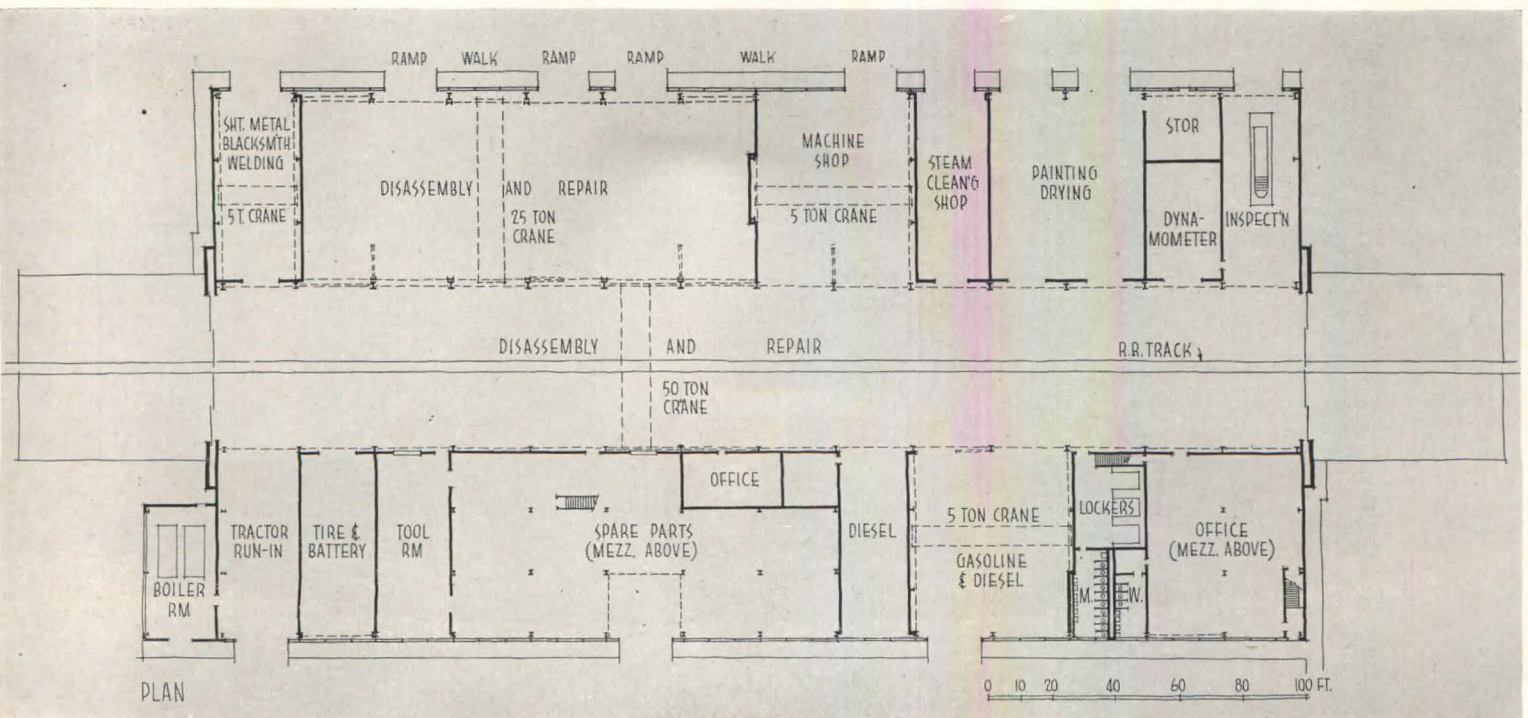 RAMP WALK RAMP RAMP WALK RAMP
SHT. METAL
BLACKSMTH
WELDING
5 T. CRANE
DISASSEMBLY AND REPAIR
25 TON
CRANE
MACHINE
SHOP
5 TON CRANE
STEAM
CLEAN'G
SHOP
PAINTING
DRYING
STOR
DYNA-
MOMETER
INSPECT'N
DISASSEMBLY AND REPAIR
R.R. TRACK
50 TON
CRANE
BOILER
RM
TRACTOR
RUN-IN
TIRE &
BATTERY
TOOL
RM
SPARE PARTS
(MEZZ. ABOVE)
OFFICE
DIESEL
5 TON CRANE
GASOLINE
& DIESEL
LOCKERS
M.
W.
OFFICE
(MEZZ. ABOVE)
PLAN
0 10 20 40 60 80 100 FT.